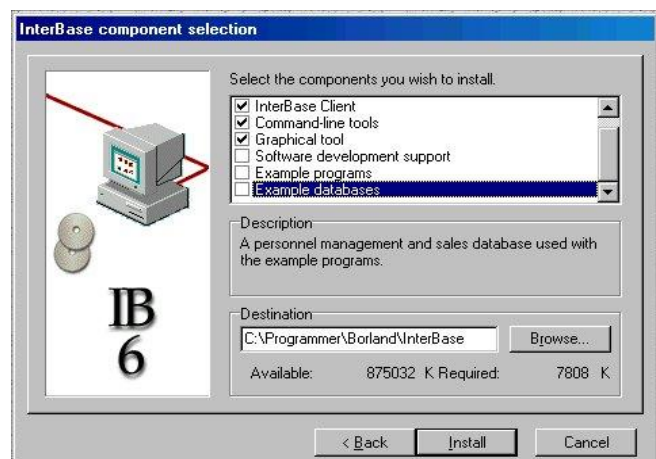 InterBase component selection
Select the components you wish to install.
InterBase Client
Command-line tools
Graphical tool
Software development support
Example programs
Example databases
Description
A personnel management and sales database used with
the example programs.
IB
6
Destination
C:\Programmer\Borland\InterBase
Browse...
Available: 875032 K Required: 7808 K
< Back Install Cancel